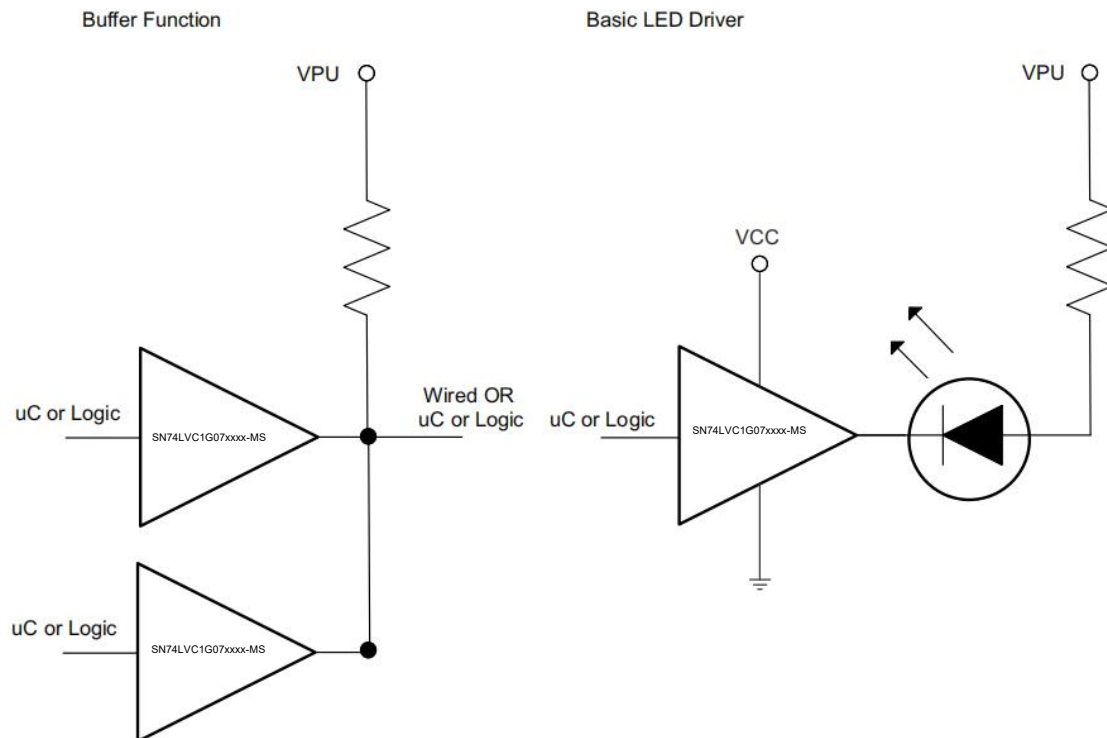 Buffer Function
Basic LED Driver
VPU
VPU
VCC
uC or Logic
SN74LVC1G07xxxx-MS
Wired OR
uC or Logic
uC or Logic
SN74LVC1G07xxxx-MS
uC or Logic
SN74LVC1G07xxxx-MS